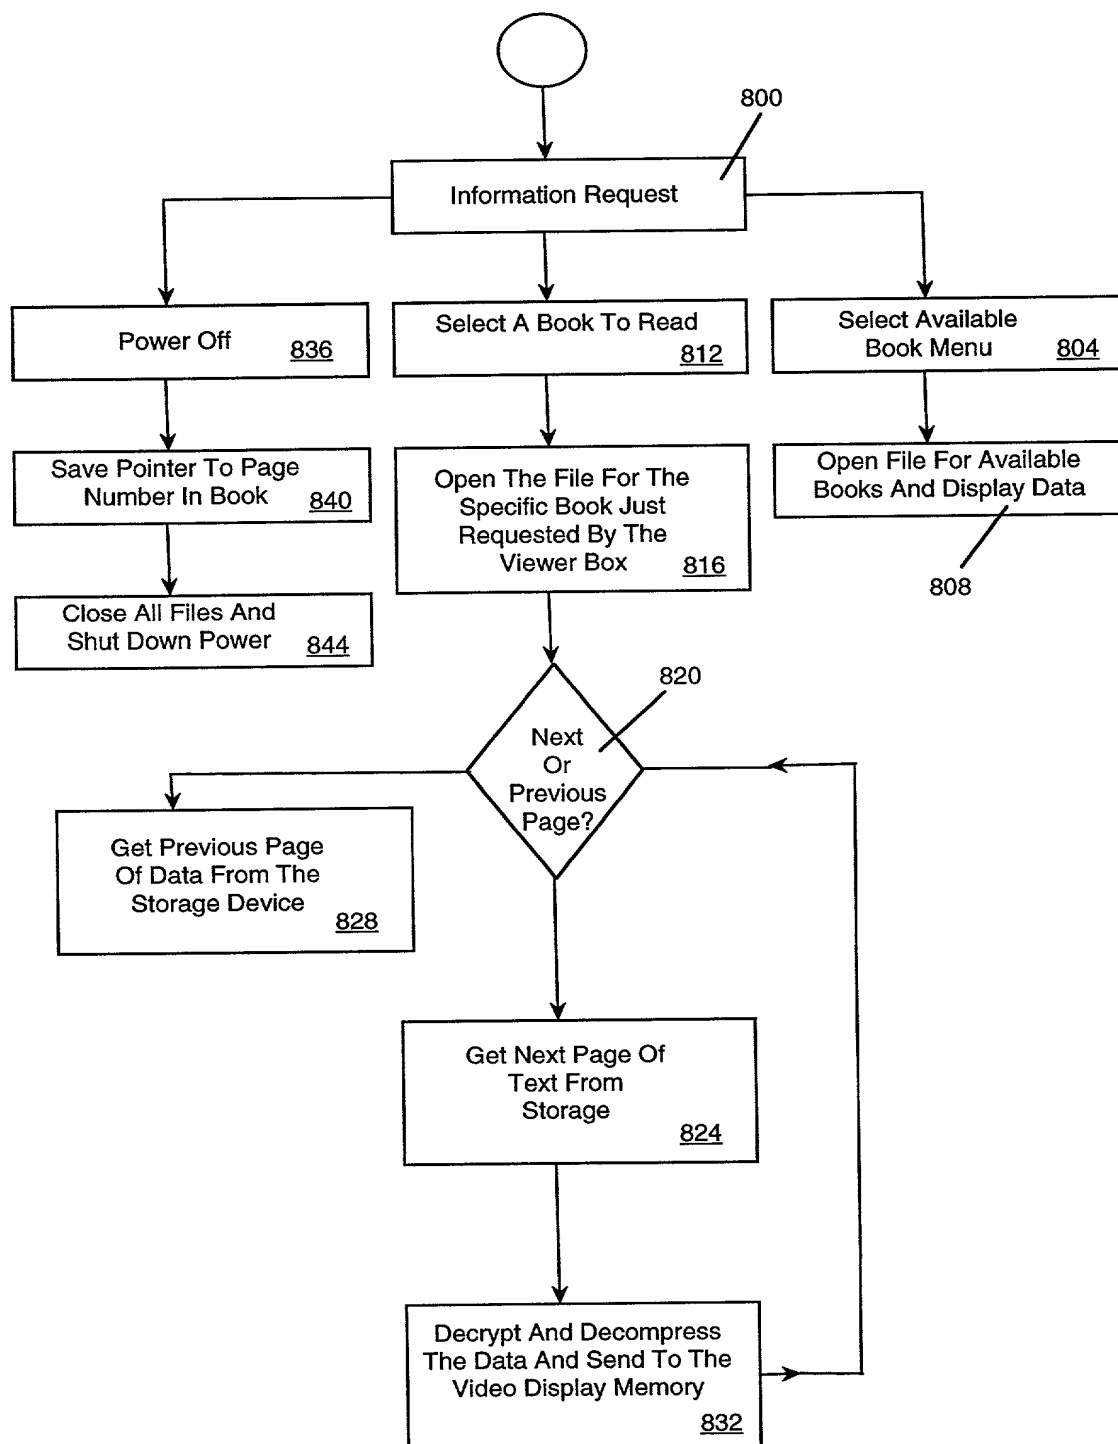 800
Information Request
Power Off
836
Select A Book To Read
812
Select Available
Book Menu
804
Save Pointer To Page
Number In Book
840
Open The File For The
Specific Book Just
Requested By The
Viewer Box
816
Open File For Available
Books And Display Data
808
Close All Files And
Shut Down Power
844
820
Next
Or
Previous
Page?
Get Previous Page
Of Data From The
Storage Device
828
Get Next Page Of
Text From
Storage
824
Decrypt And Decompress
The Data And Send To The
Video Display Memory
832